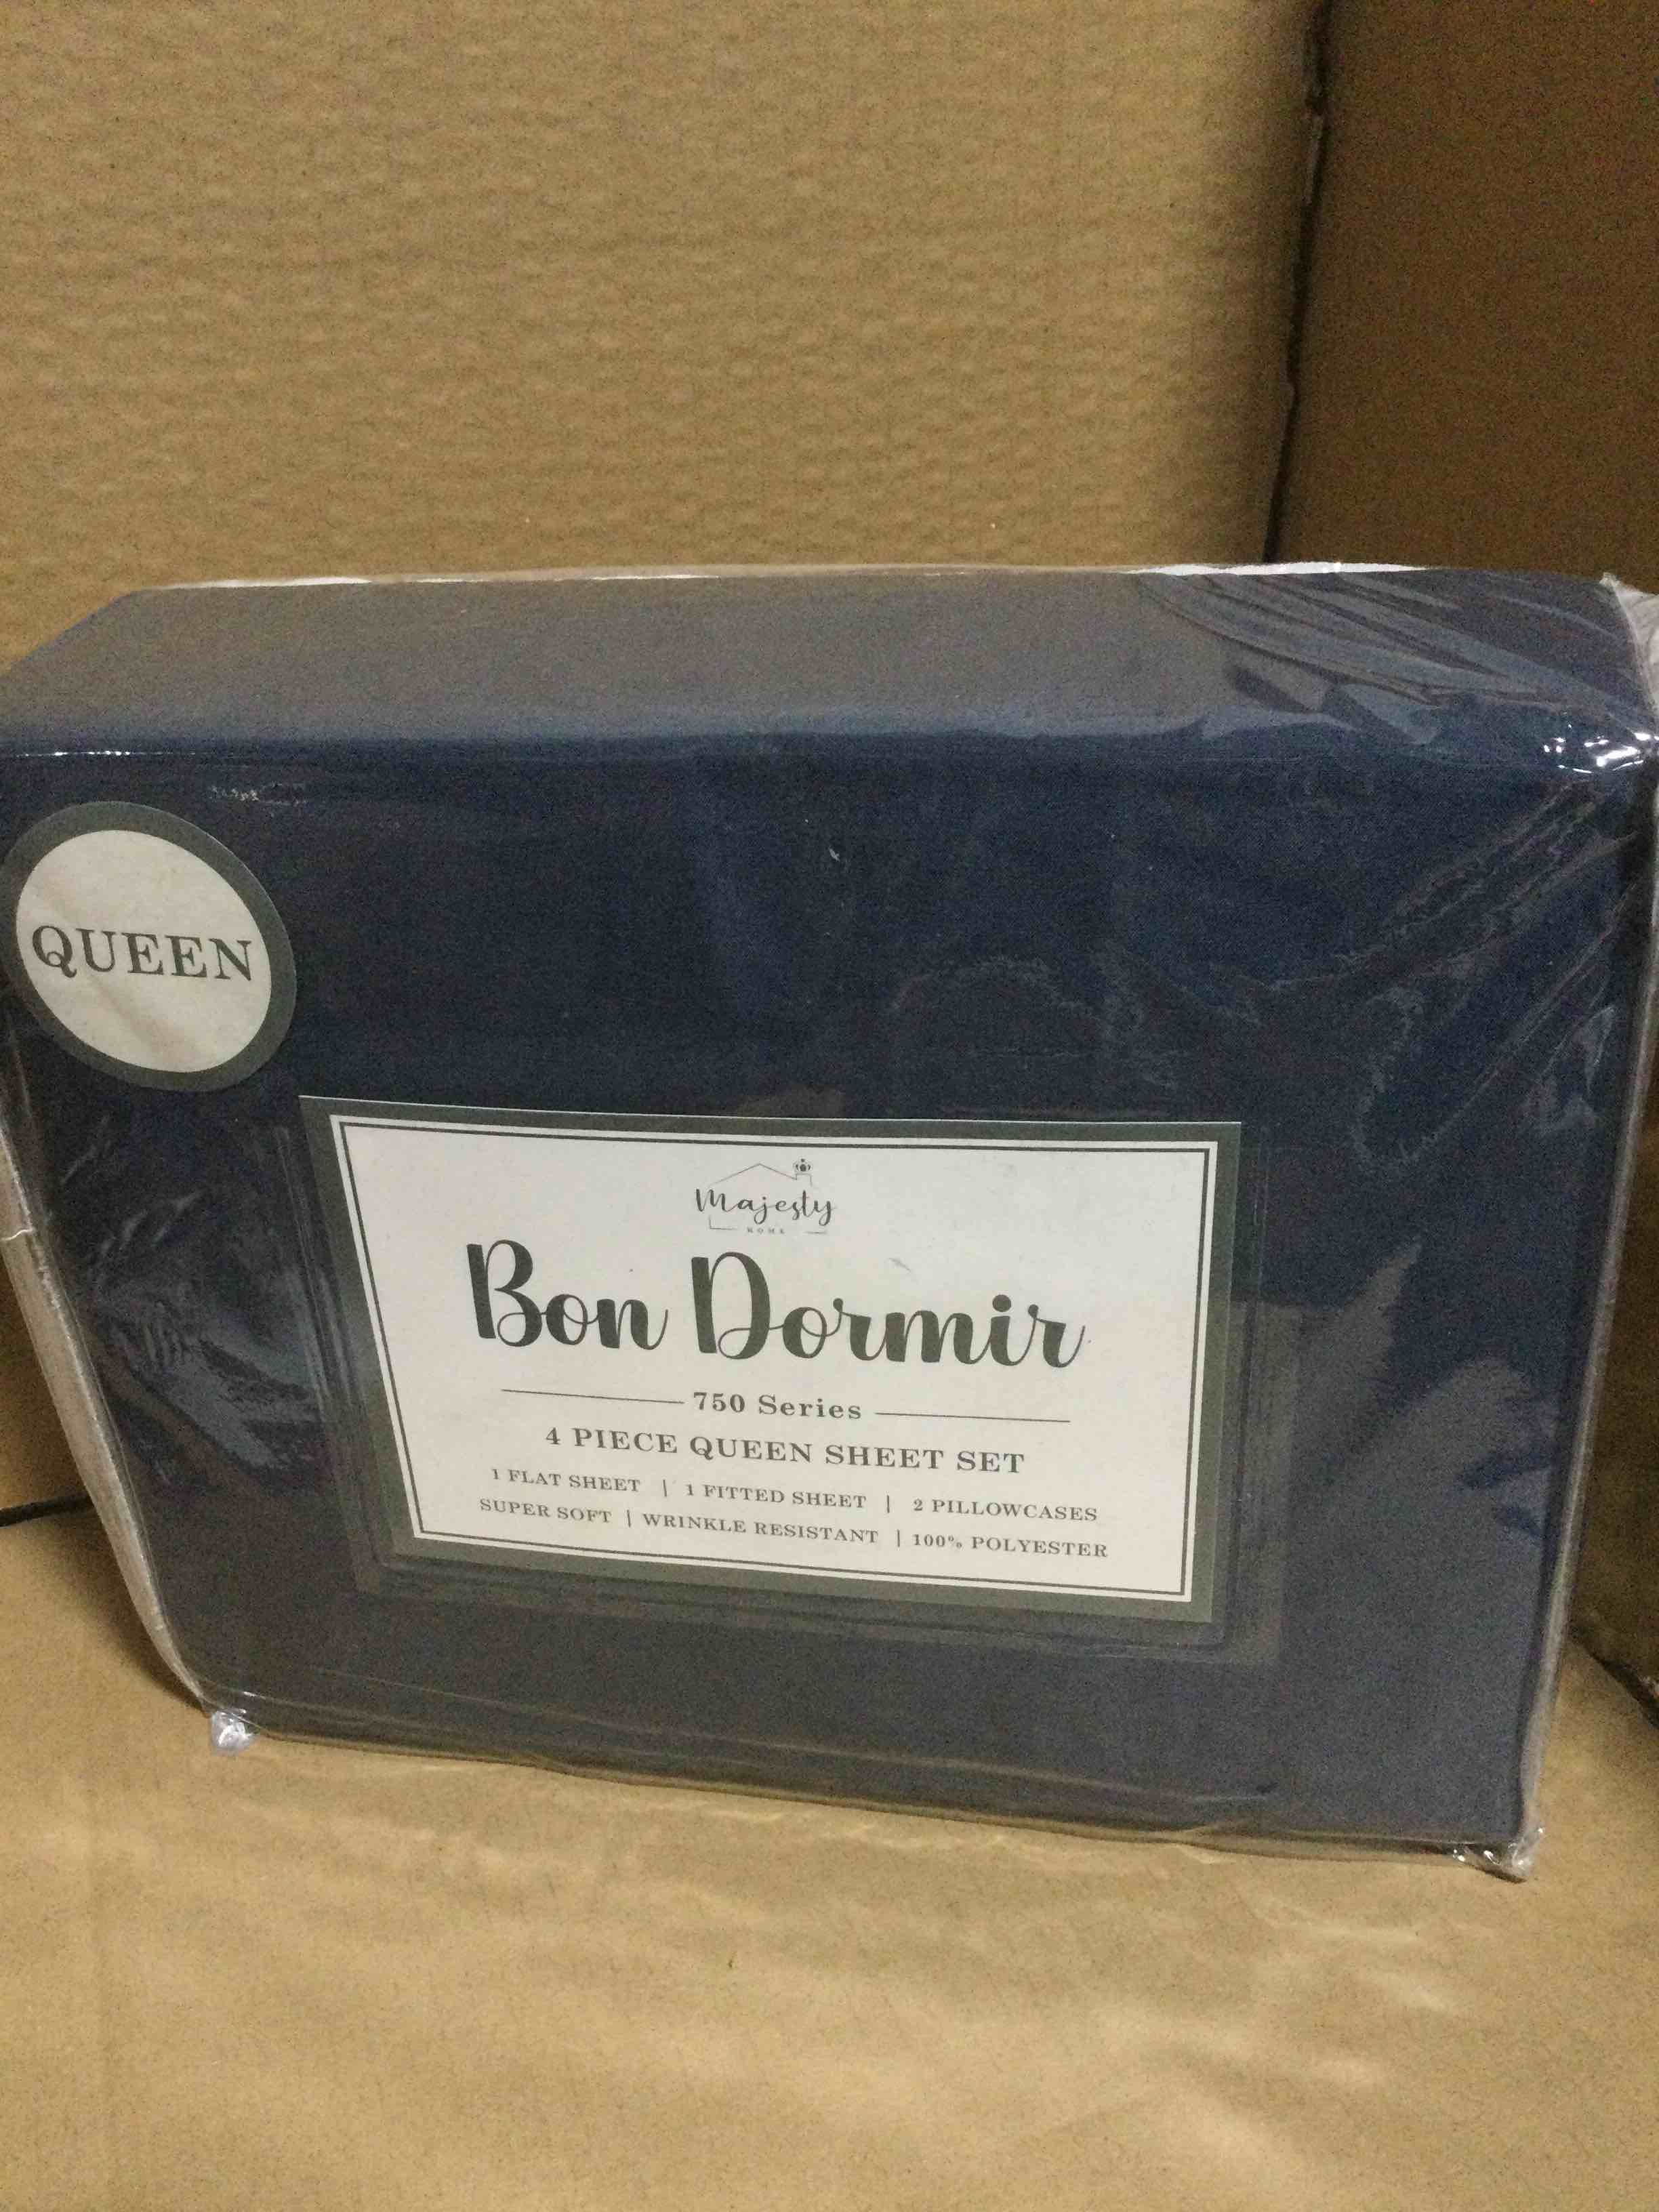 QUEEN
Majesty
HOME
Bon Dormir
750 Series
4 PIECE QUEEN SHEET SET
1 FLAT SHEET | 1 FITTED SHEET | 2 PILLOWCASES
SUPER SOFT | WRINKLE RESISTANT | 100% POLYESTER